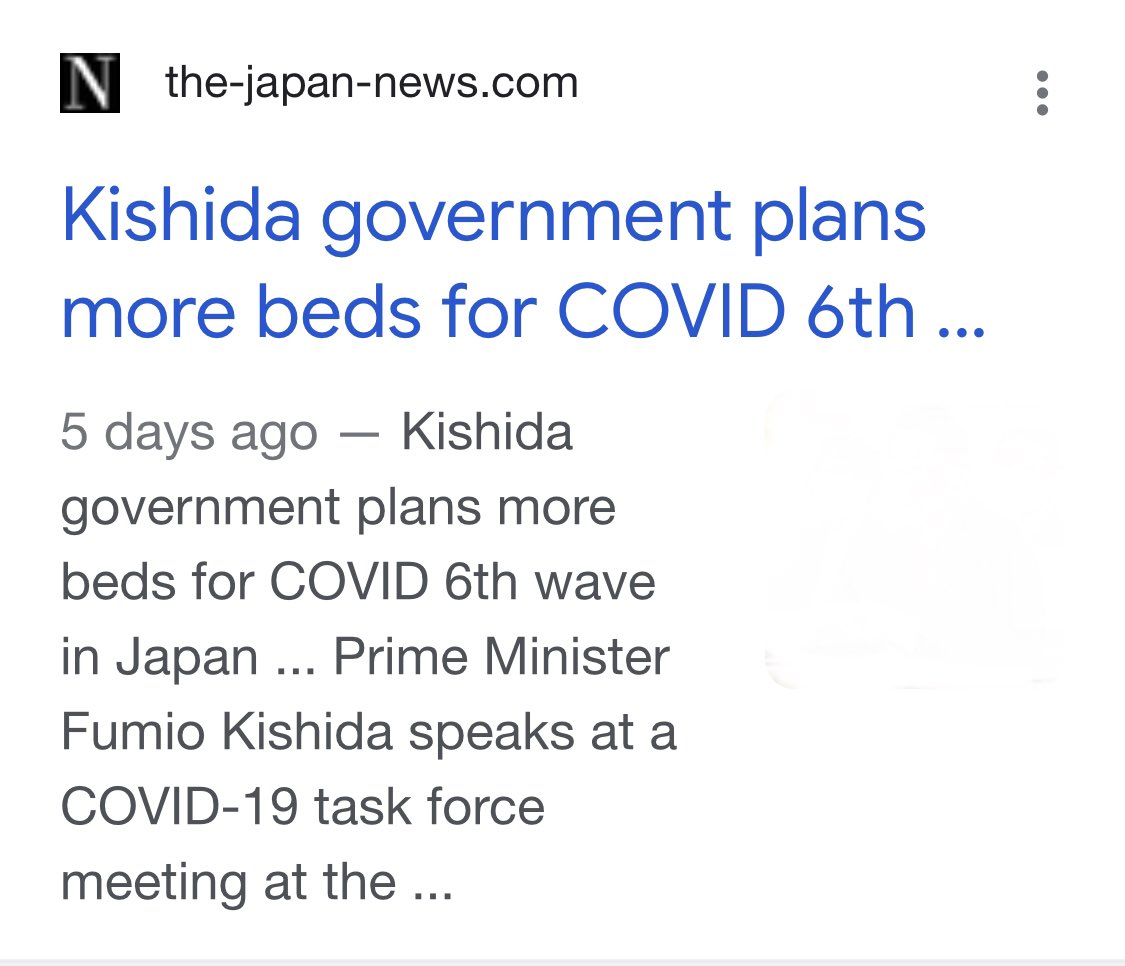 N
the-japan-news.com
Kishida government plans
more beds for COVID 6th ...
5 days ago — Kishida
government plans more
beds for COVID 6th wave
in Japan ... Prime Minister
Fumio Kishida speaks at a
COVID-19 task force
meeting at the ...